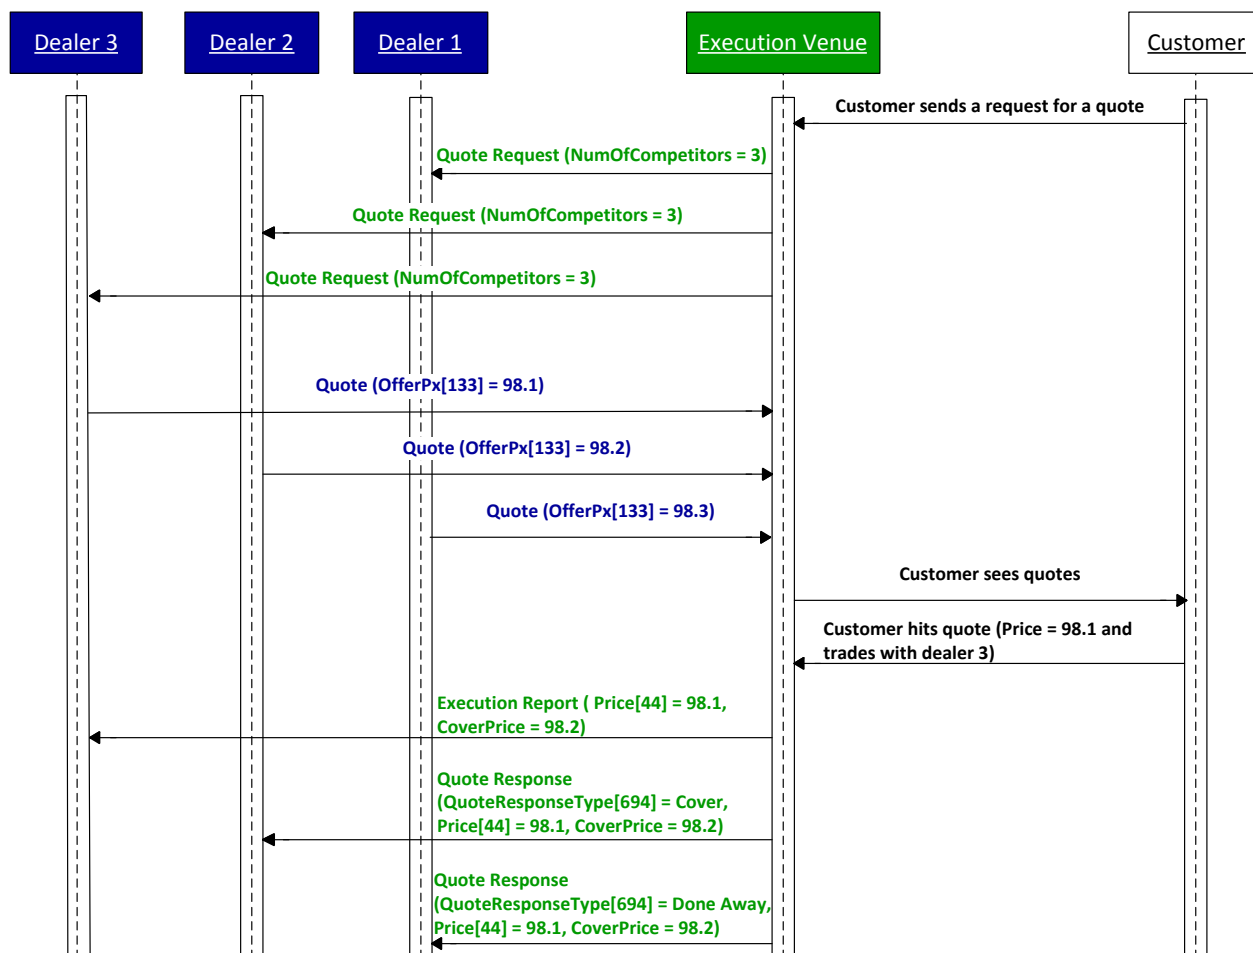 Dealer 3
Dealer 2
Dealer 1
Execution Venue
Customer
Customer sends a request for a quote
Quote Request (NumOfCompetitors = 3)
Quote Request (NumOfCompetitors = 3)
Quote Request (NumOfCompetitors = 3)
Quote (OfferPx[133] = 98.1)
Quote (OfferPx[133] = 98.2)
Quote (OfferPx[133] = 98.3)
Customer sees quotes
Customer hits quote (Price = 98.1 and
trades with dealer 3)
Execution Report ( Price[44] = 98.1,
CoverPrice = 98.2)
Quote Response
(QuoteResponseType[694] = Cover,
Price[44] = 98.1, CoverPrice = 98.2)
Quote Response
(QuoteResponseType[694] = Done Away,
Price[44] = 98.1, CoverPrice = 98.2)